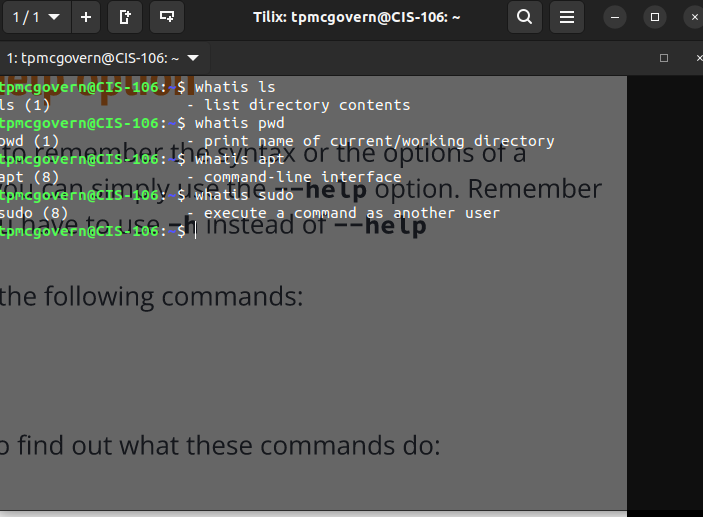 1 / 1
Tilix: tpmcgovern@CIS-106: ~
1: tpmcgovern@CIS-106: ~
help option
tpmcgovern@CIS-106:~$ whatis ls
ls (1) - list directory contents
tpmcgovern@CIS-106:~$ whatis pwd
pwd (1) - print name of current/working directory
to remember the syntax or the options of a
tpmcgovern@CIS-106:~$ whatis apt
apt (8) - command-line interface
you can simply use the --help option. Remember
tpmcgovern@CIS-106:~$ whatis sudo
sudo (8) - execute a command as another user
have to use -h instead of --help
tpmcgovern@CIS-106:~$
the following commands:
o find out what these commands do: